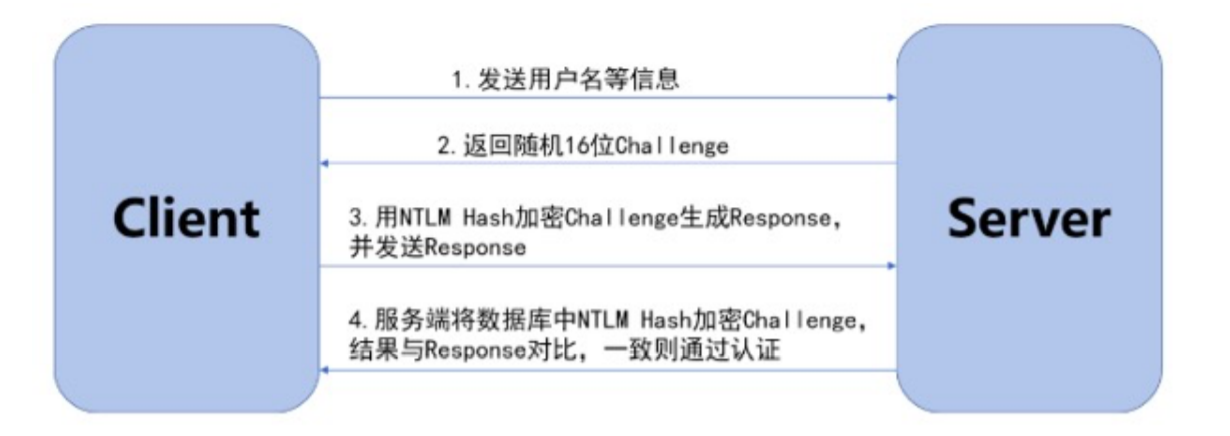 1.发送用户名等信息
2.返回随机16位Challenge
Client
Server
3.用NTLM Hash加密Challenge生成Response，
并发送Response
4.服务端将数据库中NTLM Hash加密Challenge，
结果与Response对比，一致则通过认证